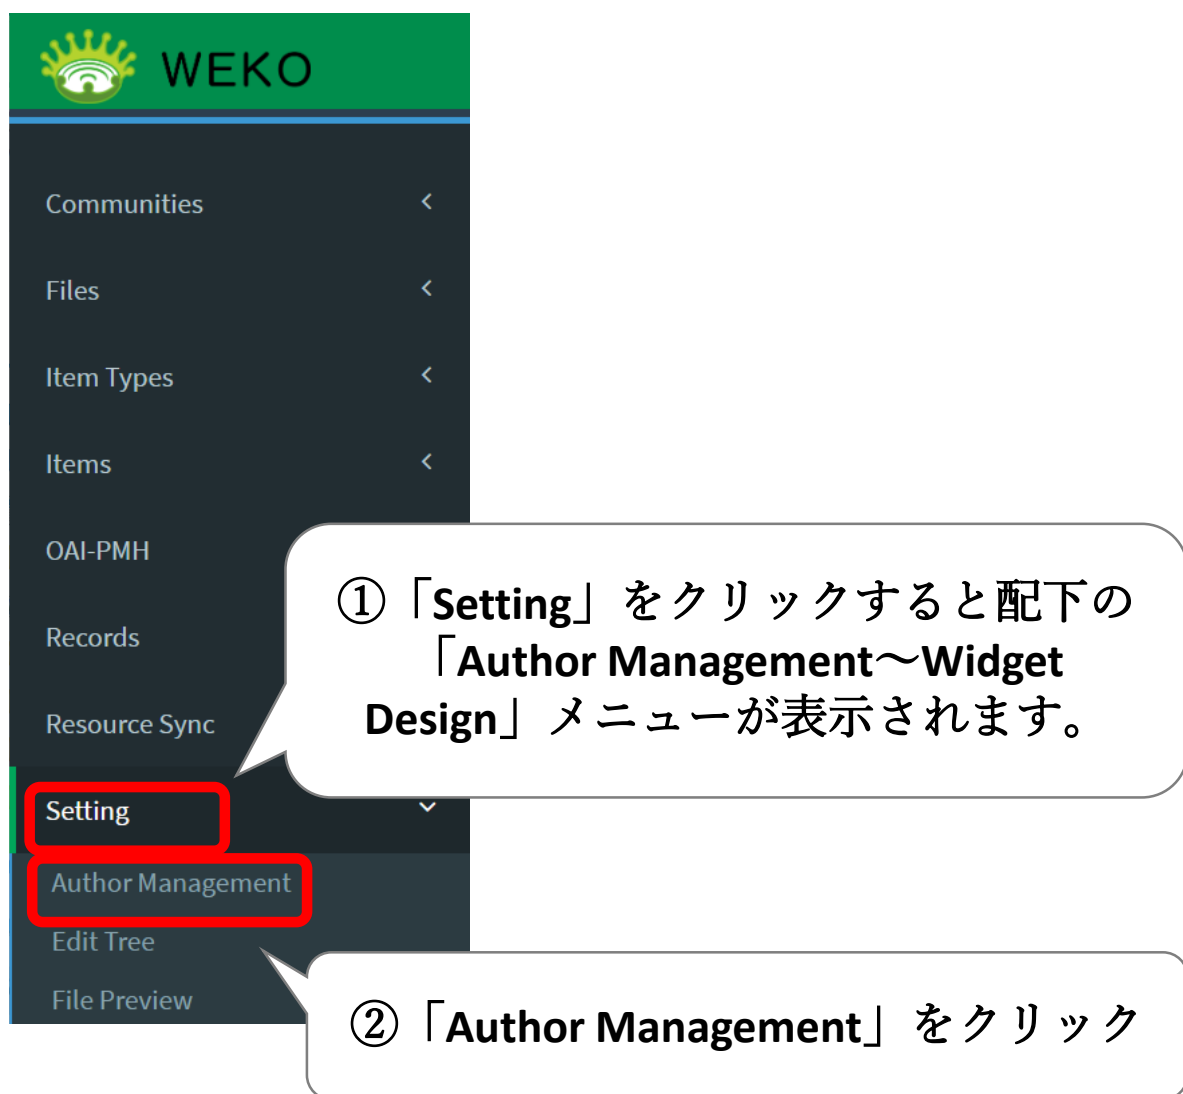 WEKO
Communities
Files
Item Types
Items
OAI-PMH
Records
Resource Sync
Setting
Author Management
Edit Tree
File Preview
①「Setting」をクリックすると配下の
「Author Management～Widget
Design」メニューが表示されます。
②「Author Management」をクリック